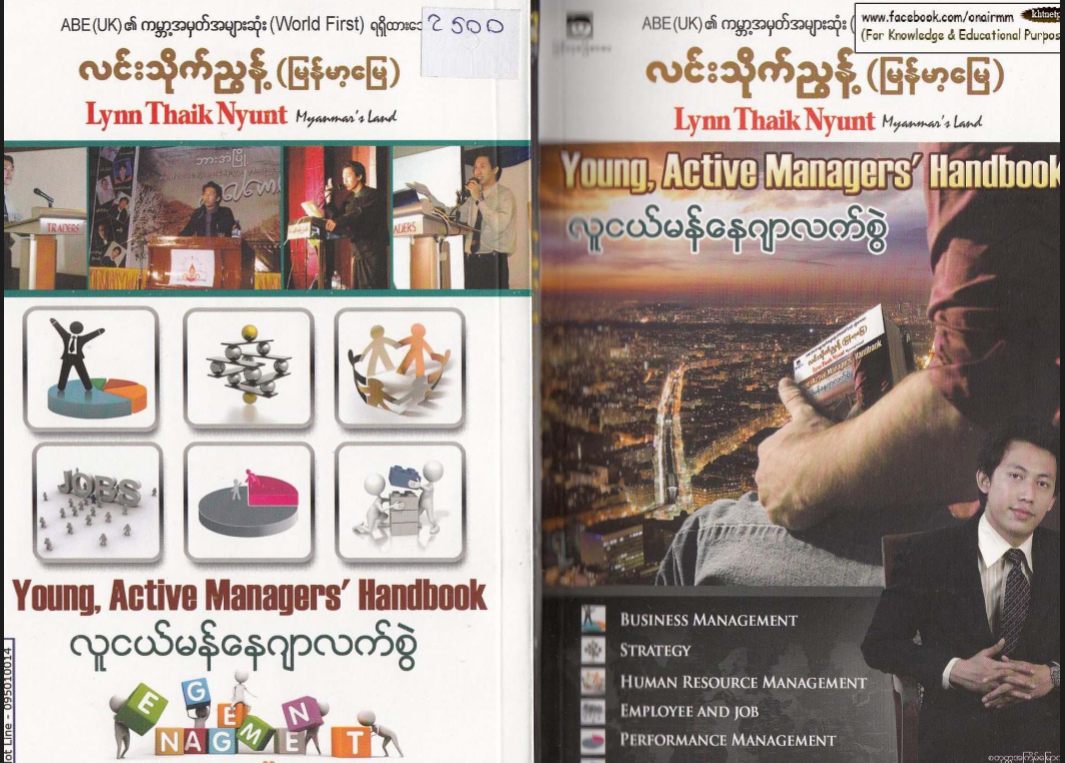 ABE (UK) ၏ ကမ္ဘာ့အမှတ်အများဆုံး (World First) ရရှိထားသော
2500
လင်းသိုက်ညွန့် (မြန်မာ့မြေ)
Lynn Thaik Nyunt Myanmar's Land
TRADERS
JOBS
Young, Active Managers' Handbook
လူငယ်မန်နေဂျာလက်စွဲ
ot Line - 095010014
ABE (UK) ၏ ကမ္ဘာ့အမှတ်အများဆုံး
www.facebook.com/onairmm
(For Knowledge & Educational Purpos
လင်းသိုက်ညွန့် (မြန်မာ့မြေ)
Lynn Thaik Nyunt Myanmar's Land
Young, Active Managers' Handbook
လူငယ်မန်နေဂျာလက်စွဲ
BUSINESS MANAGEMENT
STRATEGY
HUMAN RESOURCE MANAGEMENT
EMPLOYEE AND JOB
PERFORMANCE MANAGEMENT